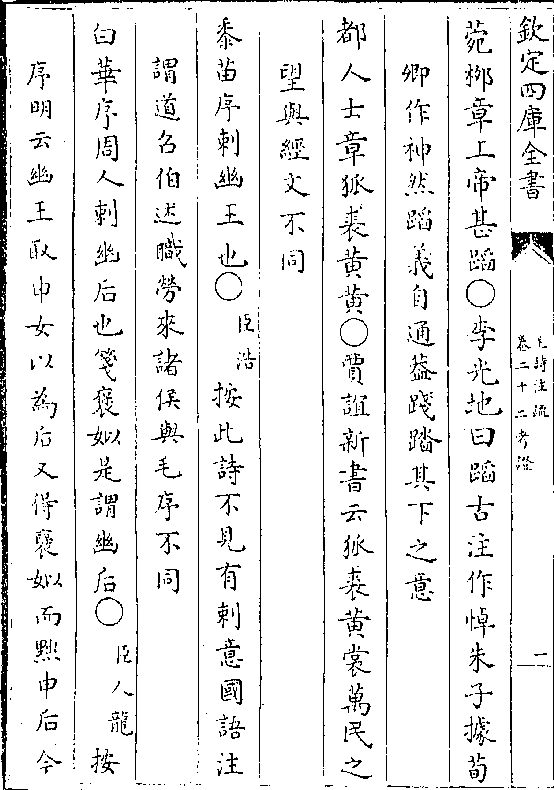 欽定四庫全書
毛詩注疏
卷二十二考證
二
菀栁章上帝甚蹈○李光地曰蹈古注作悼朱子據荀
卿作神然蹈義自通葢踐踏其下之意
都人士章狐裘黄黄○賈誼新書云狐裘黄裳萬民之
望與經文不同
黍苗序刺幽王也○臣浩按此詩不見有刺意國語注
謂道召伯述職勞來諸侯與毛序不同
白華序周人刺幽后也箋褒姒是謂幽后○臣人龍按
序明云幽王取申女以為后又得褒姒而黜申后今